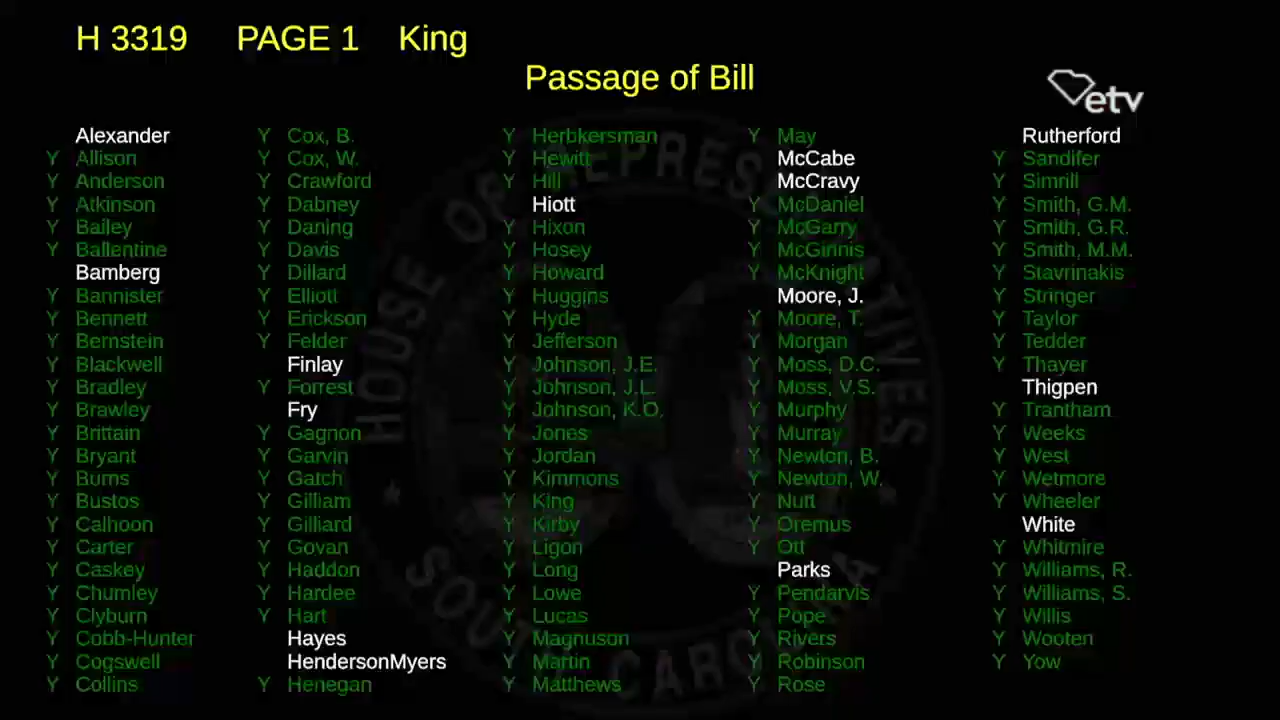 H 3319 PAGE 1 King
Passage of Bill
etv
Alexander Y Cox, B. Y Herbkersman Y May Rutherford
Y Allison Y Cox, W. Y Hewitt McCabe Y Sandifer
Y Anderson Y Crawford Y Hill McCravy Y Simrill
Y Atkinson Y Dabney Hiott Y McDaniel Y Smith, G.M.
Y Bailey Y Daning Y Hixon Y McGarry Y Smith, G.R.
Y Ballentine Y Davis Y Hosey Y McGinnis Y Smith, M.M.
Bamberg Y Dillard Y Howard Y McKnight Y Stavrinakis
Y Bannister Y Elliott Y Huggins Moore, J. Y Stringer
Y Bennett Y Erickson Y Hyde Y Moore, T. Y Taylor
Y Bernstein Y Felder Y Jefferson Y Morgan Y Tedder
Y Blackwell Finlay Y Johnson, J.E. Y Moss, D.C. Y Thayer
Y Bradley Y Forrest Y Johnson, J.L. Y Moss, V.S. Thigpen
Y Brawley Fry Y Johnson, K.O. Y Murphy Y Trantham
Y Brittain Y Gagnon Y Jones Y Murray Y Weeks
Y Bryant Y Garvin Y Jordan Y Newton, B. Y West
Y Burns Y Gatch Y Kimmons Y Newton, W. Y Wetmore
Y Bustos Y Gilliam Y King Y Nutt Y Wheeler
Y Calhoon Y Gilliard Y Kirby Y Oremus White
Y Carter Y Govan Y Ligon Y Ott Y Whitmire
Y Caskey Y Haddon Y Long Parks Y Williams, R.
Y Chumley Y Hardee Y Lowe Y Pendarvis Y Williams, S.
Y Clyburn Y Hart Y Lucas Y Pope Y Willis
Y Cobb-Hunter Hayes Y Magnuson Y Rivers Y Wooten
Y Cogswell HendersonMyers Y Martin Y Robinson Y Yow
Y Collins Y Henegan Y Matthews Y Rose
HOUSE OF REPRESENTATIVES
SOUTH CAROLINA